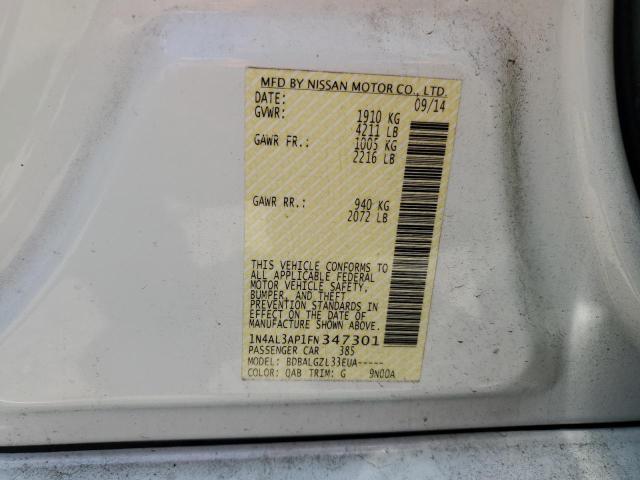 MFD BY NISSAN MOTOR CO., LTD.
DATE: 09/14
GVWR: 1910 KG
4211 LB
GAWR FR.: 1005 KG
2216 LB
GAWR RR.: 940 KG
2072 LB
THIS VEHICLE CONFORMS TO
ALL APPLICABLE FEDERAL
MOTOR VEHICLE SAFETY,
BUMPER, AND THEFT
PREVENTION STANDARDS IN
EFFECT ON THE DATE OF
MANUFACTURE SHOWN ABOVE.
1N4AL3AP1FN347301
PASSENGER CAR 385
MODEL: BDBALGZL33EUA-----
COLOR: QAB TRIM: G 9N00A